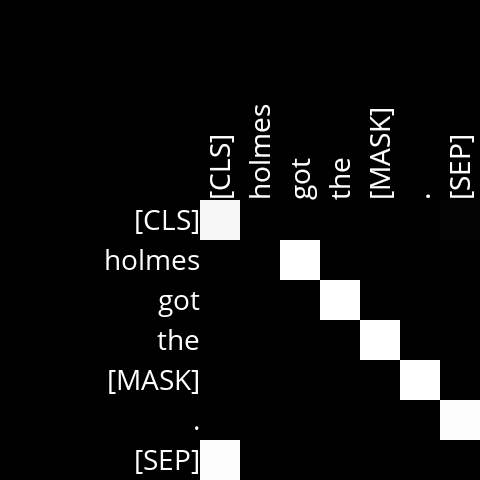 [CLS] holmes got the [MASK] . [SEP]
[CLS]
holmes
got
the
[MASK]
.
[SEP]